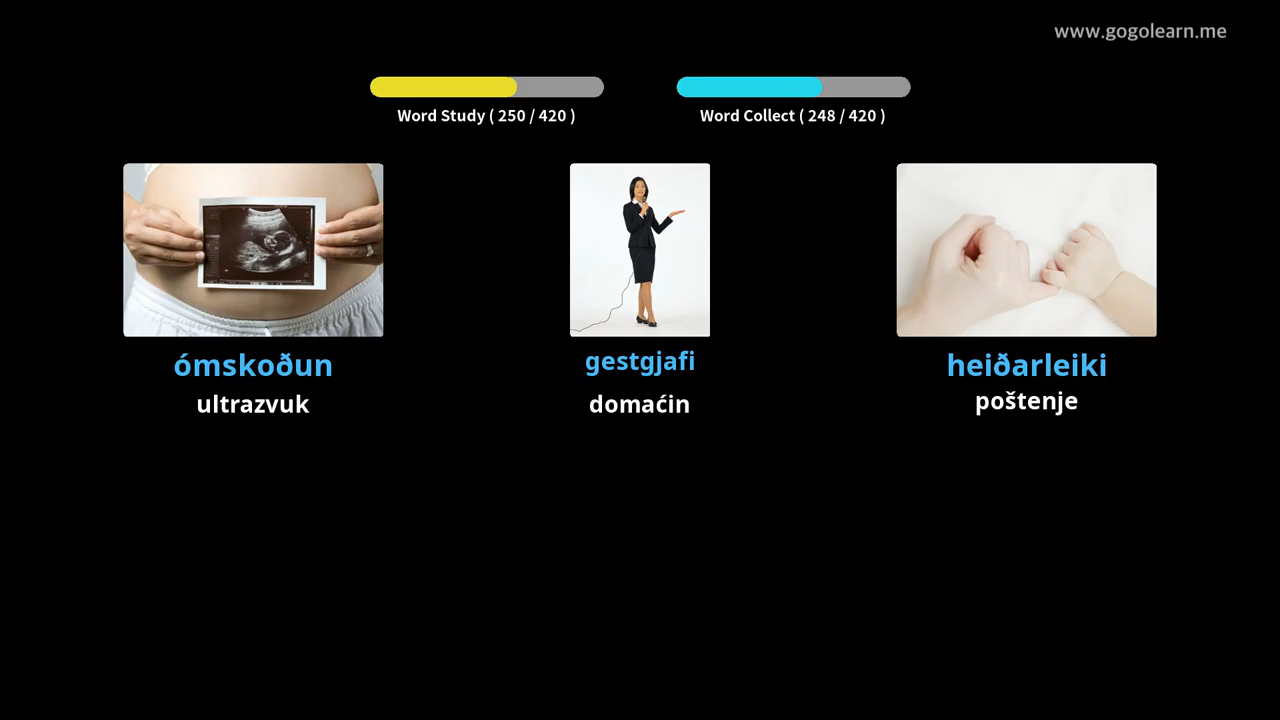 www.gogolearn.me
Word Study ( 250 / 420 )
Word Collect ( 248 / 420 )
ómskoðun
ultrazvuk
gestgjafi
domaćin
heiðarleiki
poštenje